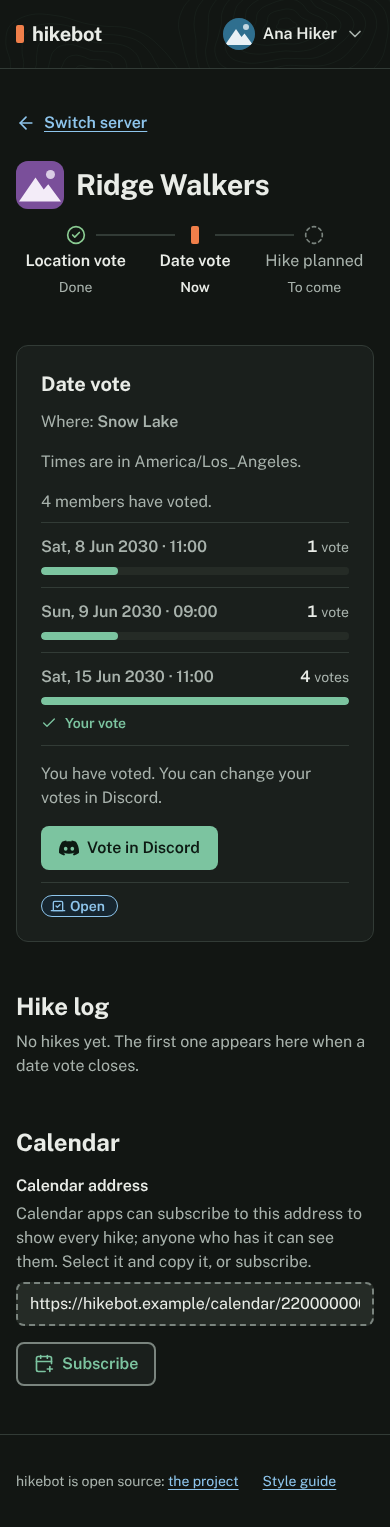 hikebot
Ana Hiker
Switch server
Ridge Walkers
Location vote
Date vote
Hike planned
Done
Now
To come
Date vote
Where: Snow Lake
Times are in America/Los_Angeles.
4 members have voted.
Sat, 8 Jun 2030 · 11:00
1 vote
Sun, 9 Jun 2030 · 09:00
1 vote
Sat, 15 Jun 2030 · 11:00
4 votes
Your vote
You have voted. You can change your
votes in Discord.
Vote in Discord
Open
Hike log
No hikes yet. The first one appears here when a
date vote closes.
Calendar
Calendar address
Calendar apps can subscribe to this address to
show every hike; anyone who has it can see
them. Select it and copy it, or subscribe.
https://hikebot.example/calendar/220000000
Subscribe
hikebot is open source: the project
Style guide